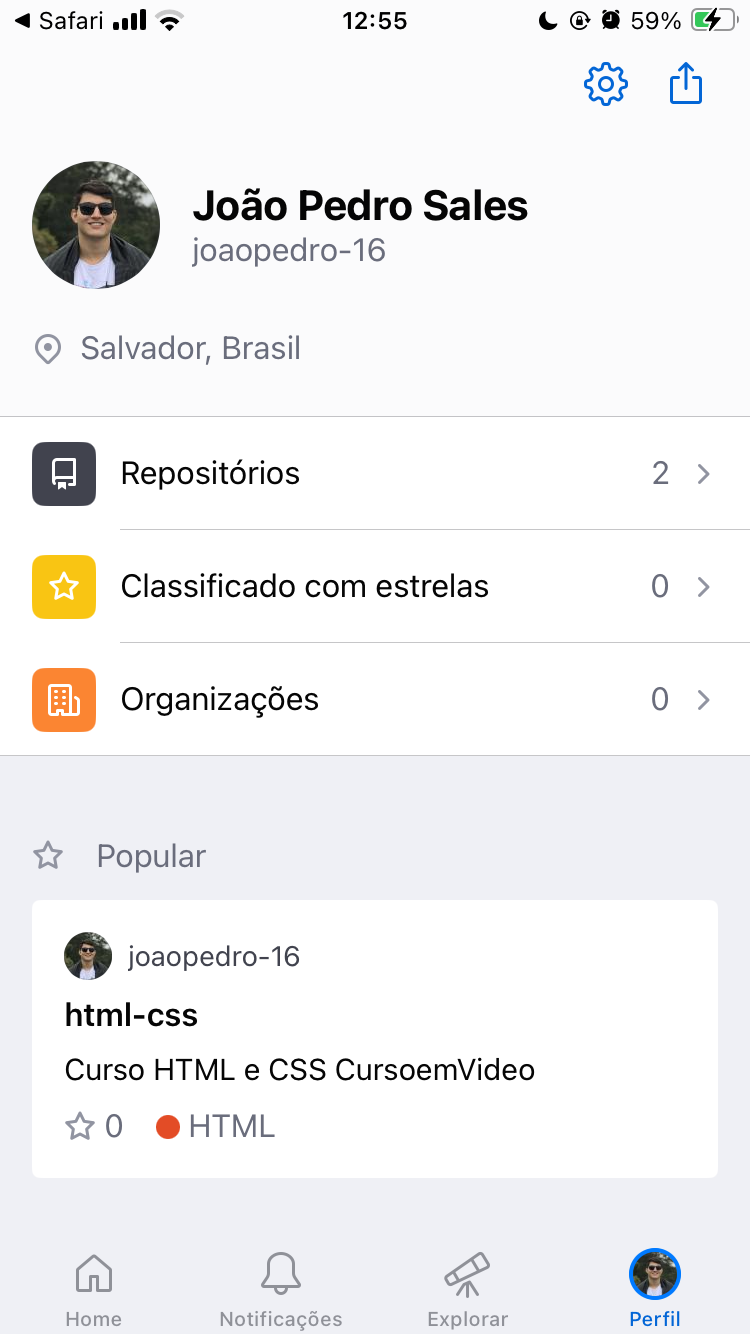 Safari 12:55 59%
João Pedro Sales
joaopedro-16
Salvador, Brasil
Repositórios 2
Classificado com estrelas 0
Organizações 0
Popular
joaopedro-16
html-css
Curso HTML e CSS CursoemVideo
0 HTML
Home Notificações Explorar Perfil